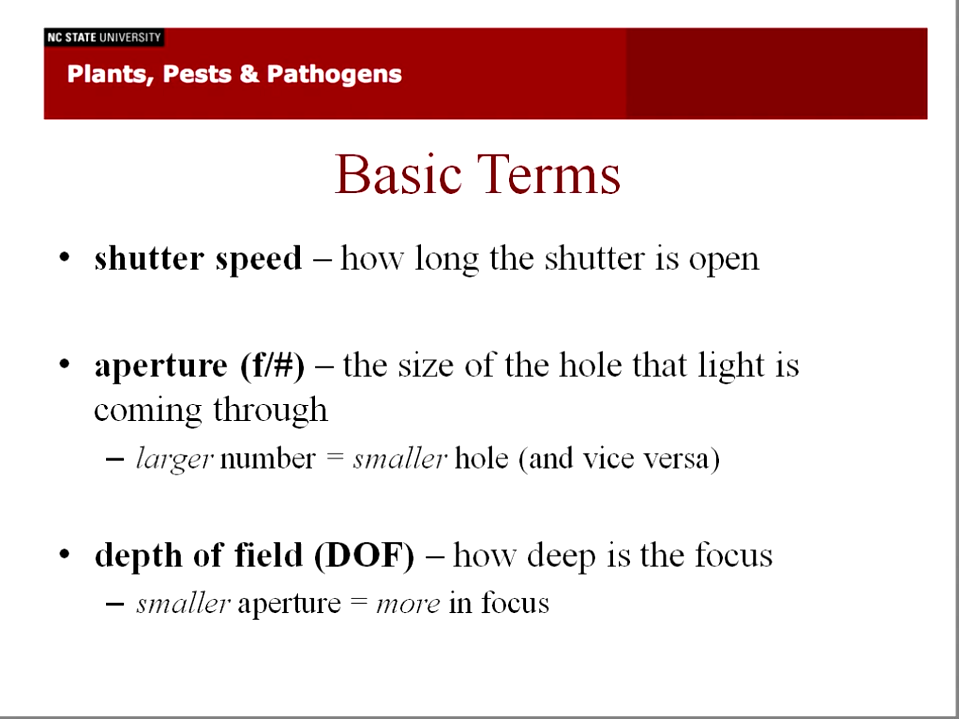 NC STATE UNIVERSITY
Plants, Pests & Pathogens
Basic Terms
• shutter speed – how long the shutter is open
• aperture (f/#) – the size of the hole that light is
coming through
– larger number = smaller hole (and vice versa)
• depth of field (DOF) – how deep is the focus
– smaller aperture = more in focus